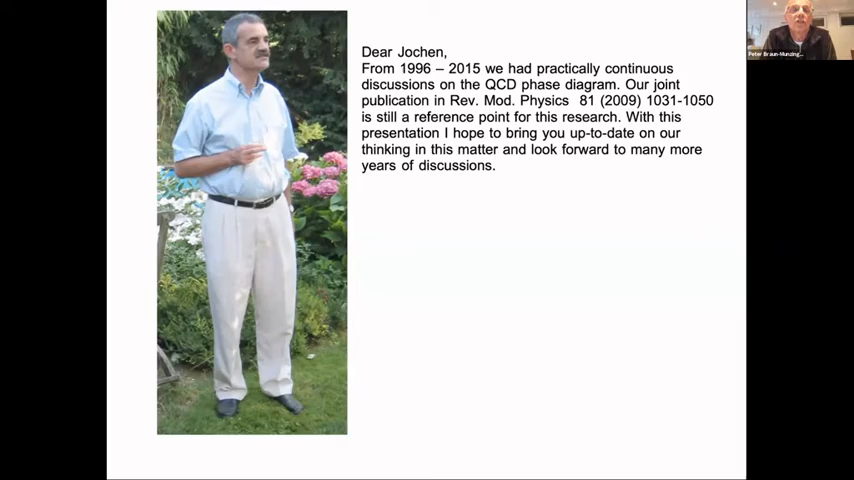 Dear Jochen,
From 1996 – 2015 we had practically continuous
discussions on the QCD phase diagram. Our joint
publication in Rev. Mod. Physics  81 (2009) 1031-1050
is still a reference point for this research. With this
presentation I hope to bring you up-to-date on our
thinking in this matter and look forward to many more
years of discussions.
Peter Braun-Munzing...